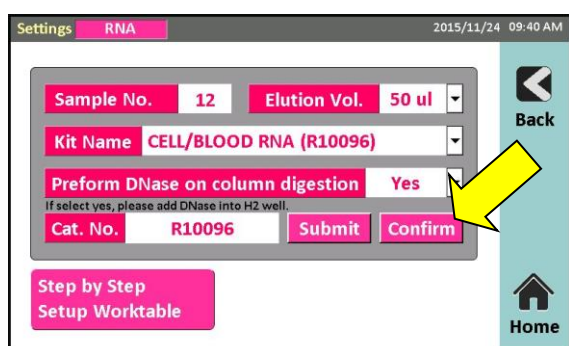 Settings RNA 2015/11/24 09:40 AM
Sample No. 12 Elution Vol. 50 ul
Back
Kit Name CELL/BLOOD RNA (R10096)
Preform DNase on column digestion Yes
If select yes, please add DNase into H2 well.
Cat. No. R10096 Submit Confirm
Step by Step
Setup Worktable
Home